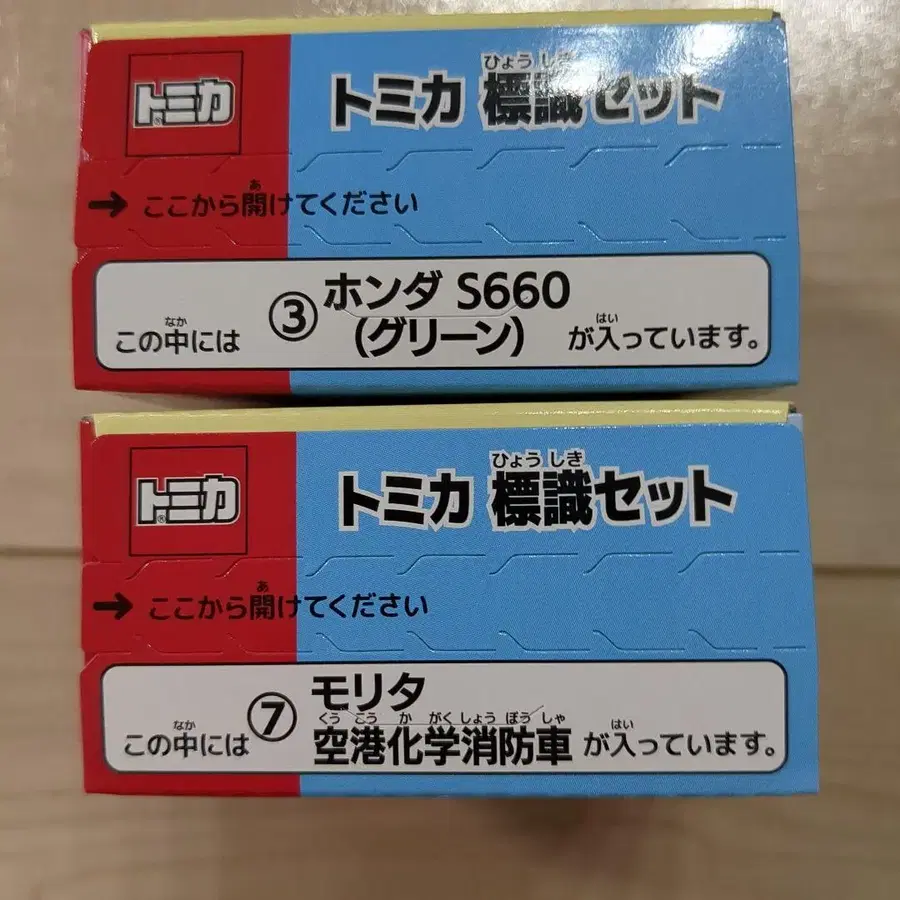 ひょうしき
トミカ トミカ 標識セット
®
あ
→ ここから開けてください
ホンダ S660
なか ③ はい
この中には (グリーン) が入っています。
ひょうしき
トミカ トミカ 標識セット
®
あ
→ ここから開けてください
モリタ
なか ⑦ くうこうかがくしょうぼうしゃ はい
この中には 空港化学消防車 が入っています。